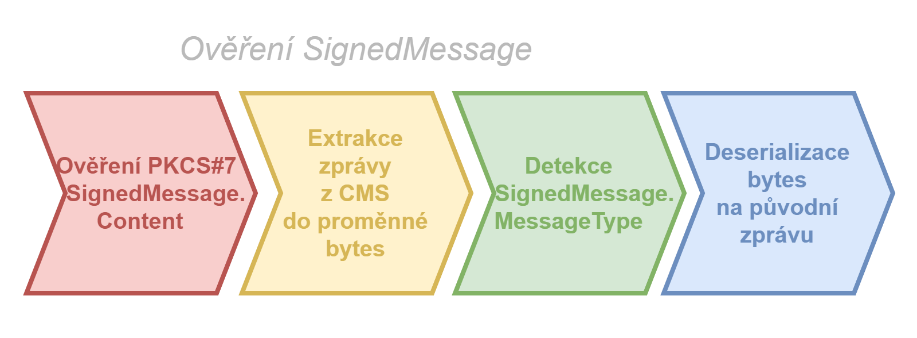 Ověření SignedMessage
Ověření PKCS#7
SignedMessage.
Content
Extrakce
zprávy
z CMS
do proměnné
bytes
Detekce
SignedMessage.
MessageType
Deserializace
bytes
na původní
zprávu